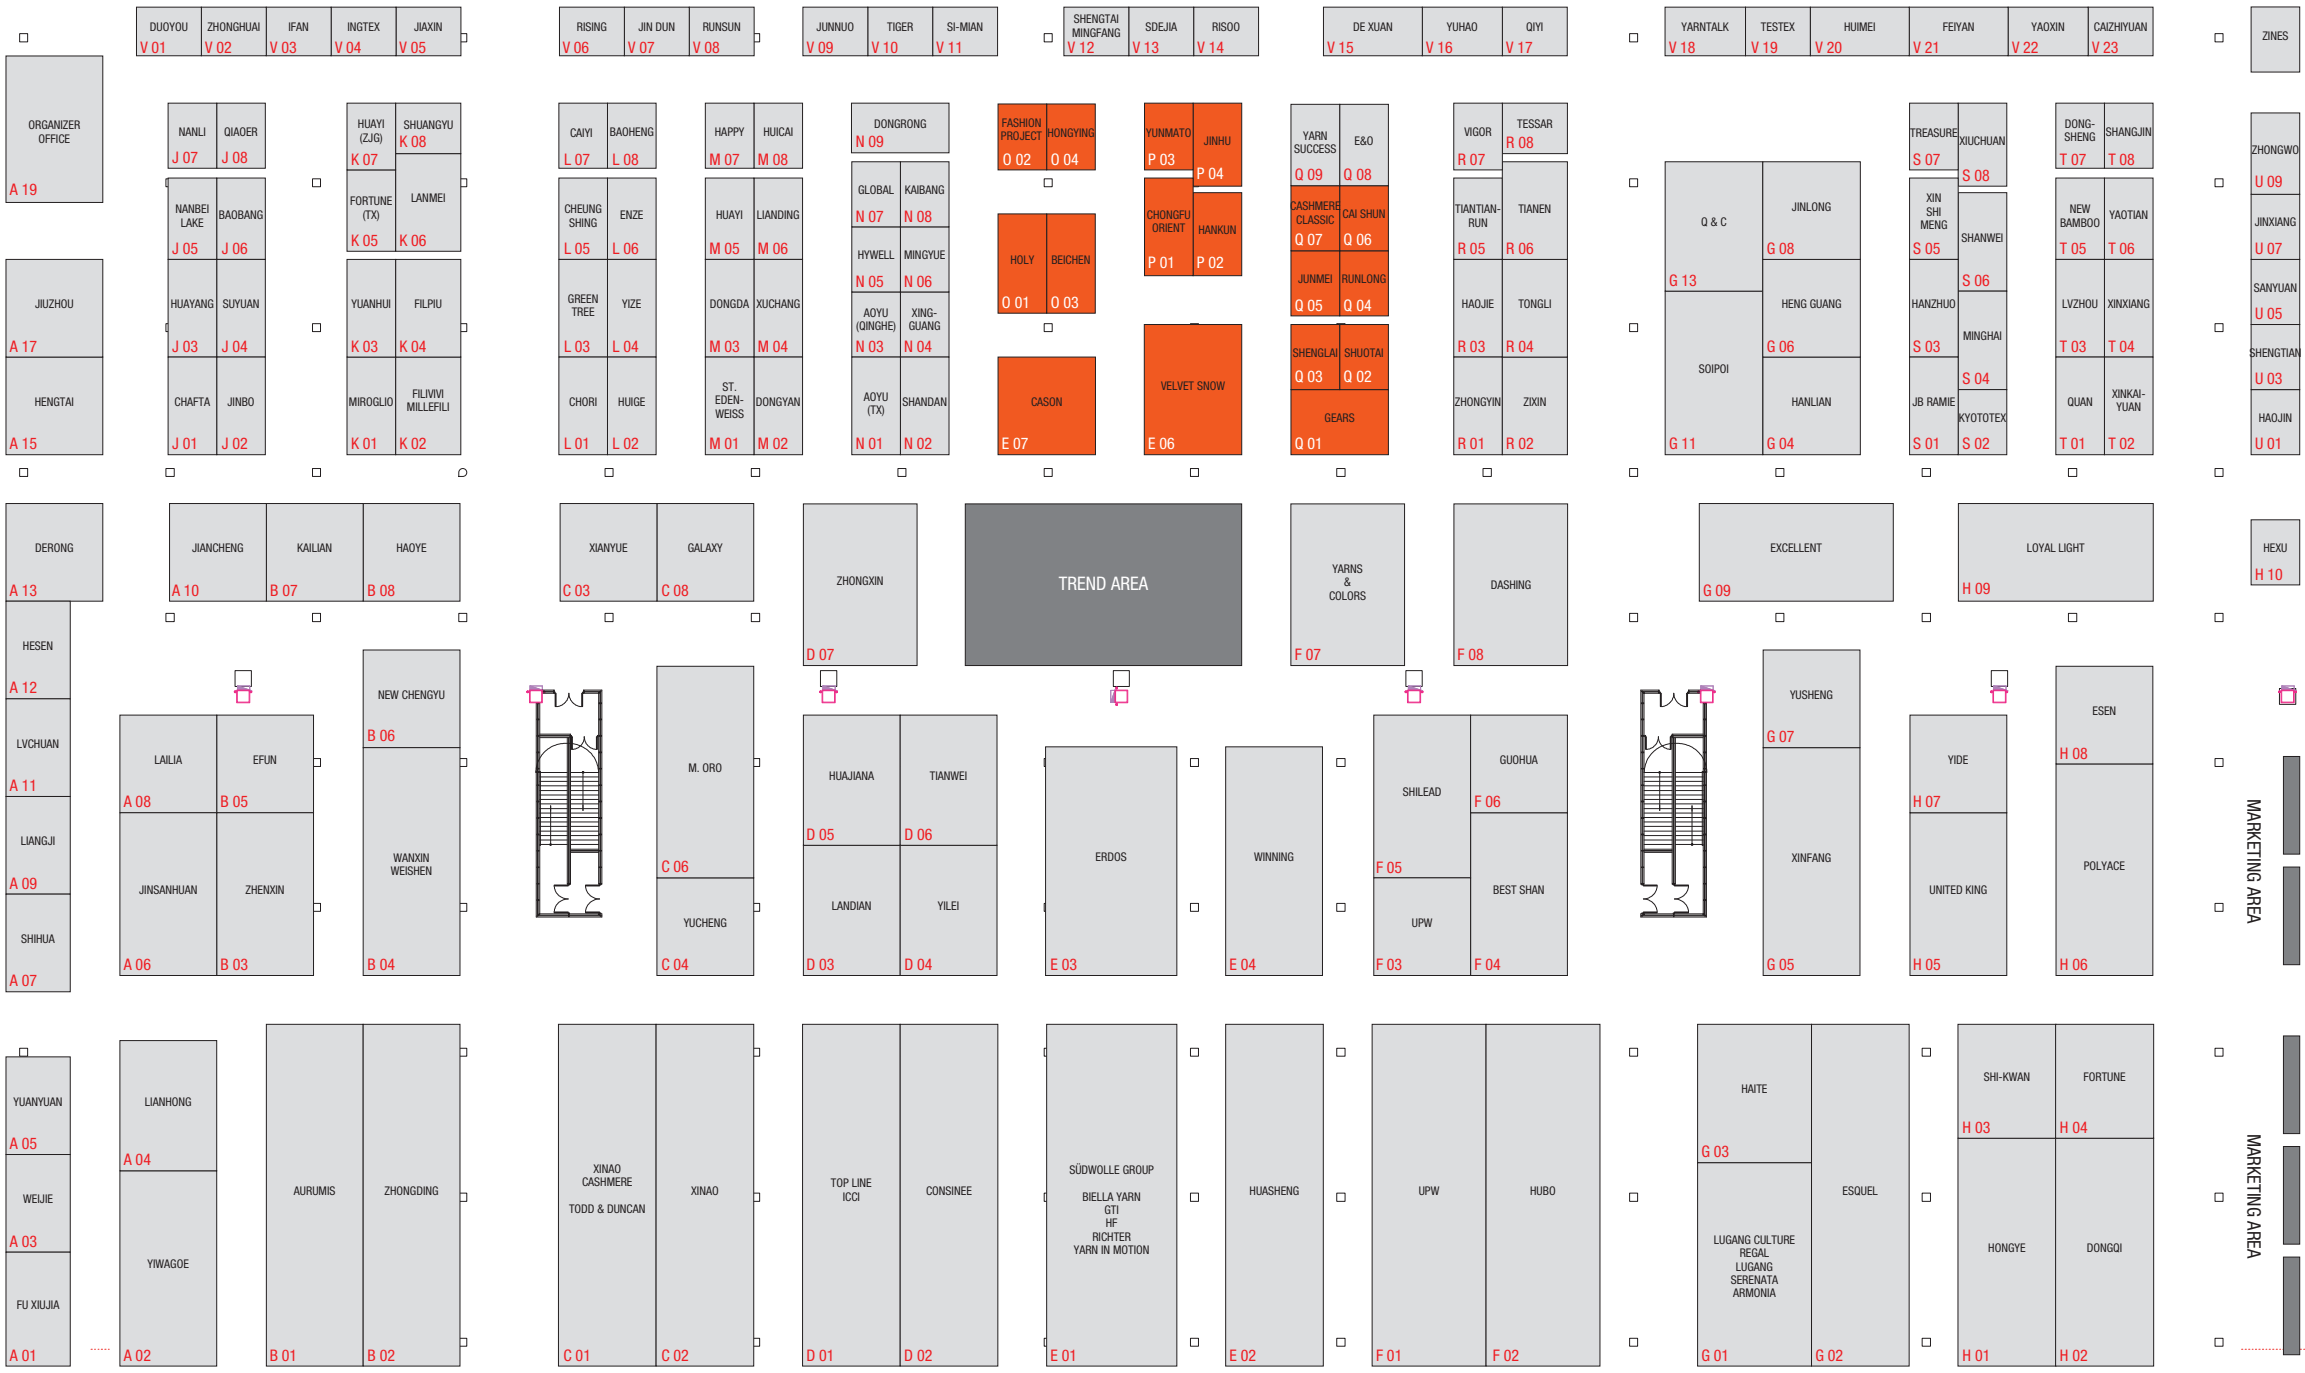 DUOYOU
V 01
ZHONGHUAI
V 02
IFAN
V 03
INGTEX
V 04
JIAXIN
V 05
RISING
V 06
JIN DUN
V 07
RUNSUN
V 08
JUNNUO
V 09
TIGER
V 10
SI-MIAN
V 11
SHENGTAI
MINGFANG
V 12
SDEJIA
V 13
RISOO
V 14
DE XUAN
V 15
YUHAO
V 16
QIYI
V 17
YARNTALK
V 18
TESTEX
V 19
HUIMEI
V 20
FEIYAN
V 21
YAOXIN
V 22
CAIZHIYUAN
V 23
ZINES
ORGANIZER
OFFICE
A 19
NANLI
J 07
QIAOER
J 08
HUAYI
(ZJG)
K 07
SHUANGYU
K 08
CAIYI
L 07
BAOHENG
L 08
HAPPY
M 07
HUICAI
M 08
DONGRONG
N 09
FASHION
PROJECT
O 02
HONGYING
O 04
YUNMATO
P 03
JINHU
P 04
YARN
SUCCESS
Q 09
E&O
Q 08
VIGOR
R 07
TESSAR
R 08
TREASURE
S 07
XIUCHUAN
S 08
DONG-
SHENG
T 07
SHANGJIN
T 08
ZHONGWO
U 09
NANBEI
LAKE
J 05
BAOBANG
J 06
FORTUNE
(TX)
K 05
LANMEI
K 06
CHEUNG
SHING
L 05
ENZE
L 06
HUAYI
M 05
LIANDING
M 06
GLOBAL
N 07
KAIBANG
N 08
HYWELL
N 05
MINGYUE
N 06
HOLY
O 01
BEICHEN
O 03
CHONGFU
ORIENT
P 01
HANKUN
P 02
CASHMERE
CLASSIC
Q 07
CAI SHUN
Q 06
JUNMEI
Q 05
RUNLONG
Q 04
TIANTIAN-
RUN
R 05
TIANEN
R 06
Q & C
G 13
JINLONG
G 08
XIN
SHI
MENG
S 05
SHANWEI
S 06
NEW
BAMBOO
T 05
YAOTIAN
T 06
JINXIANG
U 07
SANYUAN
U 05
JIUZHOU
A 17
HUAYANG
J 03
SUYUAN
J 04
YUANHUI
K 03
FILPIU
K 04
GREEN
TREE
L 03
YIZE
L 04
DONGDA
M 03
XUCHANG
M 04
AOYU
(QINGHE)
N 03
XING-
GUANG
N 04
SHENGLAI
Q 03
SHUOTAI
Q 02
HAOJIE
R 03
TONGLI
R 04
HENG GUANG
G 06
HANZHUO
S 03
MINGHAI
S 04
LVZHOU
T 03
XINXIANG
T 04
SHENGTIAN
U 03
HENGTAI
A 15
CHAFTA
J 01
JINBO
J 02
MIROGLIO
K 01
FILIVIVI
MILLEFILI
K 02
CHORI
L 01
HUIGE
L 02
ST.
EDEN-
WEISS
M 01
DONGYAN
M 02
AOYU
(TX)
N 01
SHANDAN
N 02
CASON
E 07
VELVET SNOW
E 06
GEARS
Q 01
ZHONGYIN
R 01
ZIXIN
R 02
SOIPOI
G 11
HANLIAN
G 04
JB RAMIE
S 01
KYOTOTEX
S 02
QUAN
T 01
XINKAI-
YUAN
T 02
HAOJIN
U 01
DERONG
A 13
JIANCHENG
A 10
KAILIAN
B 07
HAOYE
B 08
XIANYUE
C 03
GALAXY
C 08
ZHONGXIN
D 07
TREND AREA
YARNS
&
COLORS
F 07
DASHING
F 08
EXCELLENT
G 09
LOYAL LIGHT
H 09
HEXU
H 10
HESEN
A 12
LVCHUAN
A 11
LIANGJI
A 09
SHIHUA
A 07
LAILIA
A 08
EFUN
B 05
JINSANHUAN
A 06
ZHENXIN
B 03
NEW CHENGYU
B 06
WANXIN
WEISHEN
B 04
M. ORO
C 06
YUCHENG
C 04
HUAJIANA
D 05
TIANWEI
D 06
LANDIAN
D 03
YILEI
D 04
ERDOS
E 03
WINNING
E 04
SHILEAD
F 05
GUOHUA
F 06
UPW
F 03
BEST SHAN
F 04
YUSHENG
G 07
XINFANG
G 05
YIDE
H 07
UNITED KING
H 05
ESEN
H 08
POLYACE
H 06
MARKETING AREA
YUANYUAN
A 05
WEIJIE
A 03
FU XIUJIA
A 01
LIANHONG
A 04
YIWAGOE
A 02
AURUMIS
B 01
ZHONGDING
B 02
XINAO
CASHMERE
TODD & DUNCAN
C 01
XINAO
C 02
TOP LINE
ICCI
D 01
CONSINEE
D 02
SÜDWOLLE GROUP
BIELLA YARN
GTI
HF
RICHTER
YARN IN MOTION
E 01
HUASHENG
E 02
UPW
F 01
HUBO
F 02
HAITE
G 03
LUGANG CULTURE
REGAL
LUGANG
SERENATA
ARMONIA
G 01
ESQUEL
G 02
SHI-KWAN
H 03
FORTUNE
H 04
HONGYE
H 01
DONGQI
H 02
MARKETING AREA